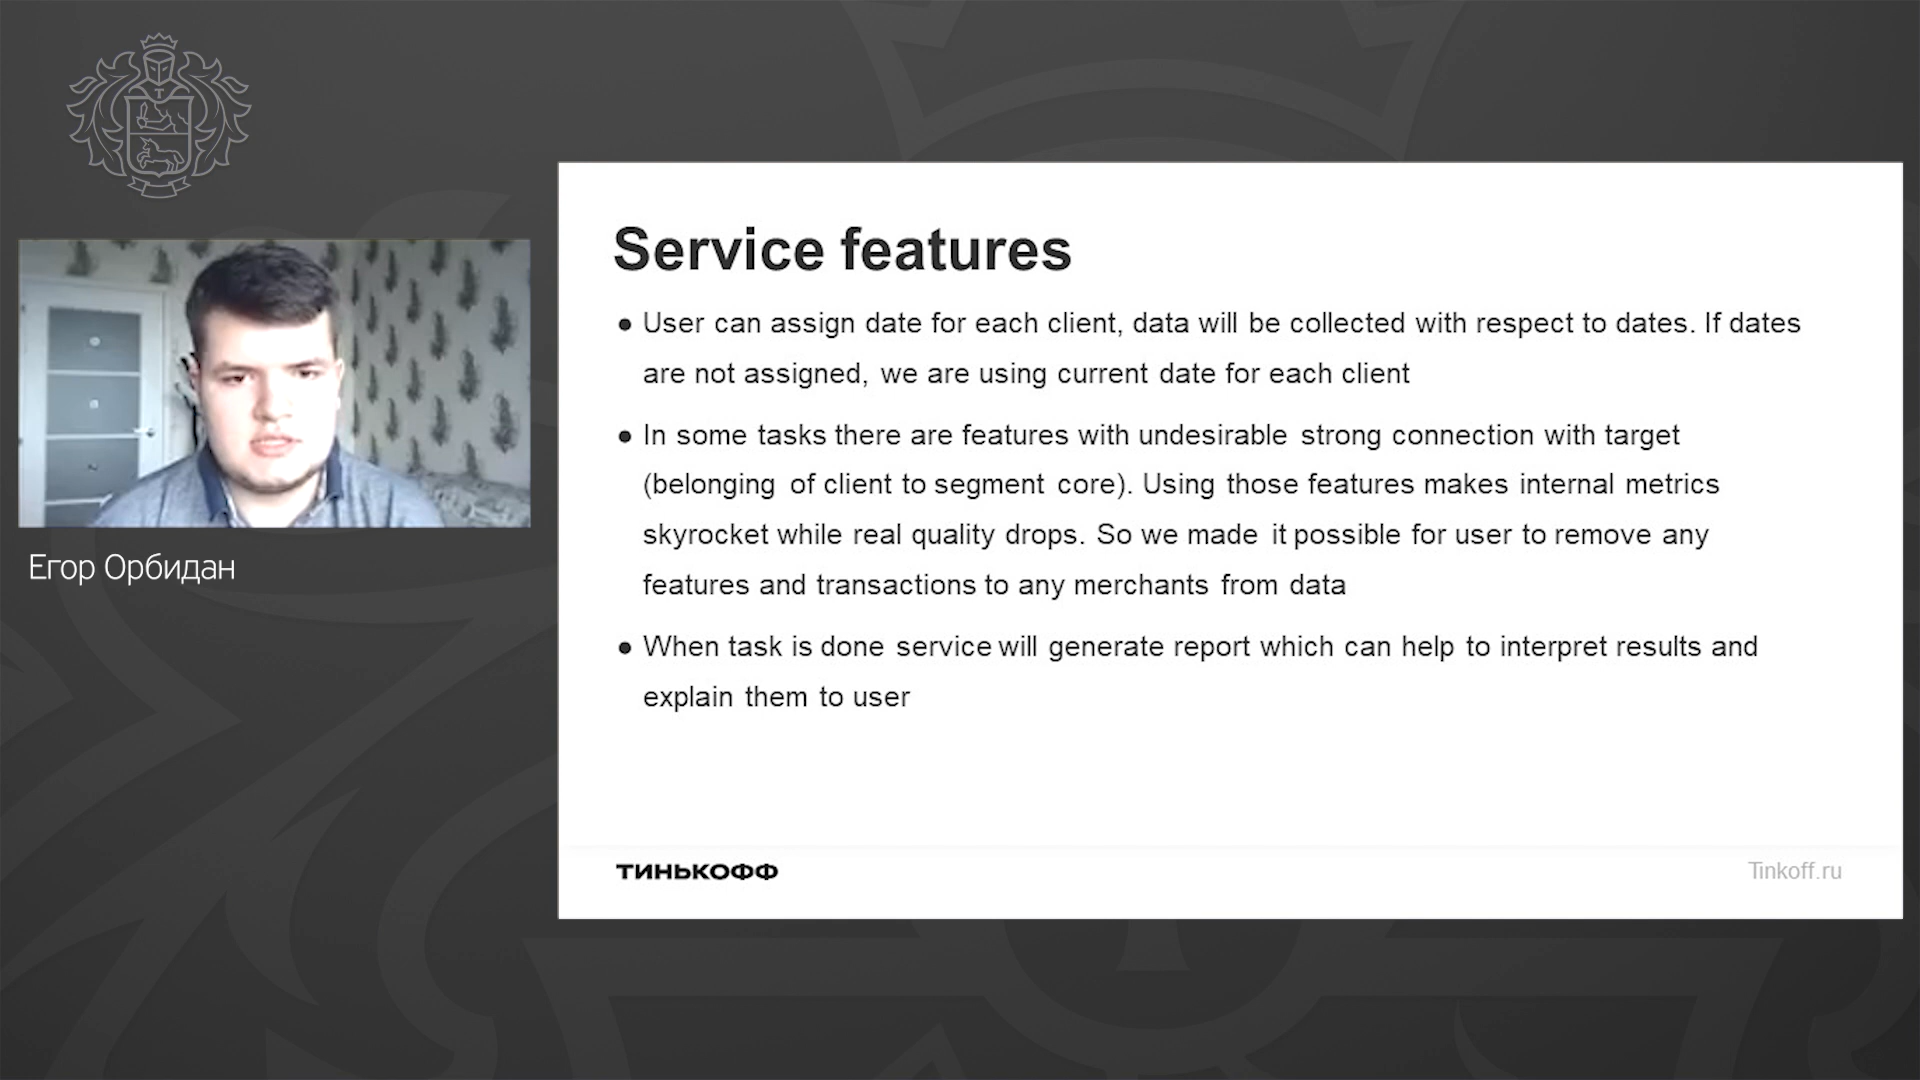 Service features
● User can assign date for each client, data will be collected with respect to dates. If dates
are not assigned, we are using current date for each client
● In some tasks there are features with undesirable strong connection with target
(belonging of client to segment core). Using those features makes internal metrics
skyrocket while real quality drops. So we made it possible for user to remove any
features and transactions to any merchants from data
● When task is done service will generate report which can help to interpret results and
explain them to user
Егор Орбидан
ТИНЬКОФФ
Tinkoff.ru
T